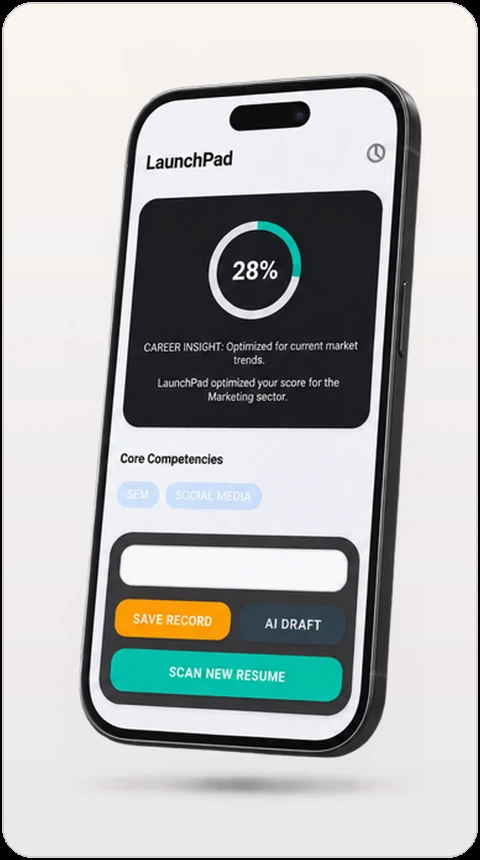 LaunchPad
28%
CAREER INSIGHT: Optimized for current market
trends.
LaunchPad optimized your score for the
Marketing sector.
Core Competencies
SEM
SOCIAL MEDIA
SAVE RECORD
AI DRAFT
SCAN NEW RESUME